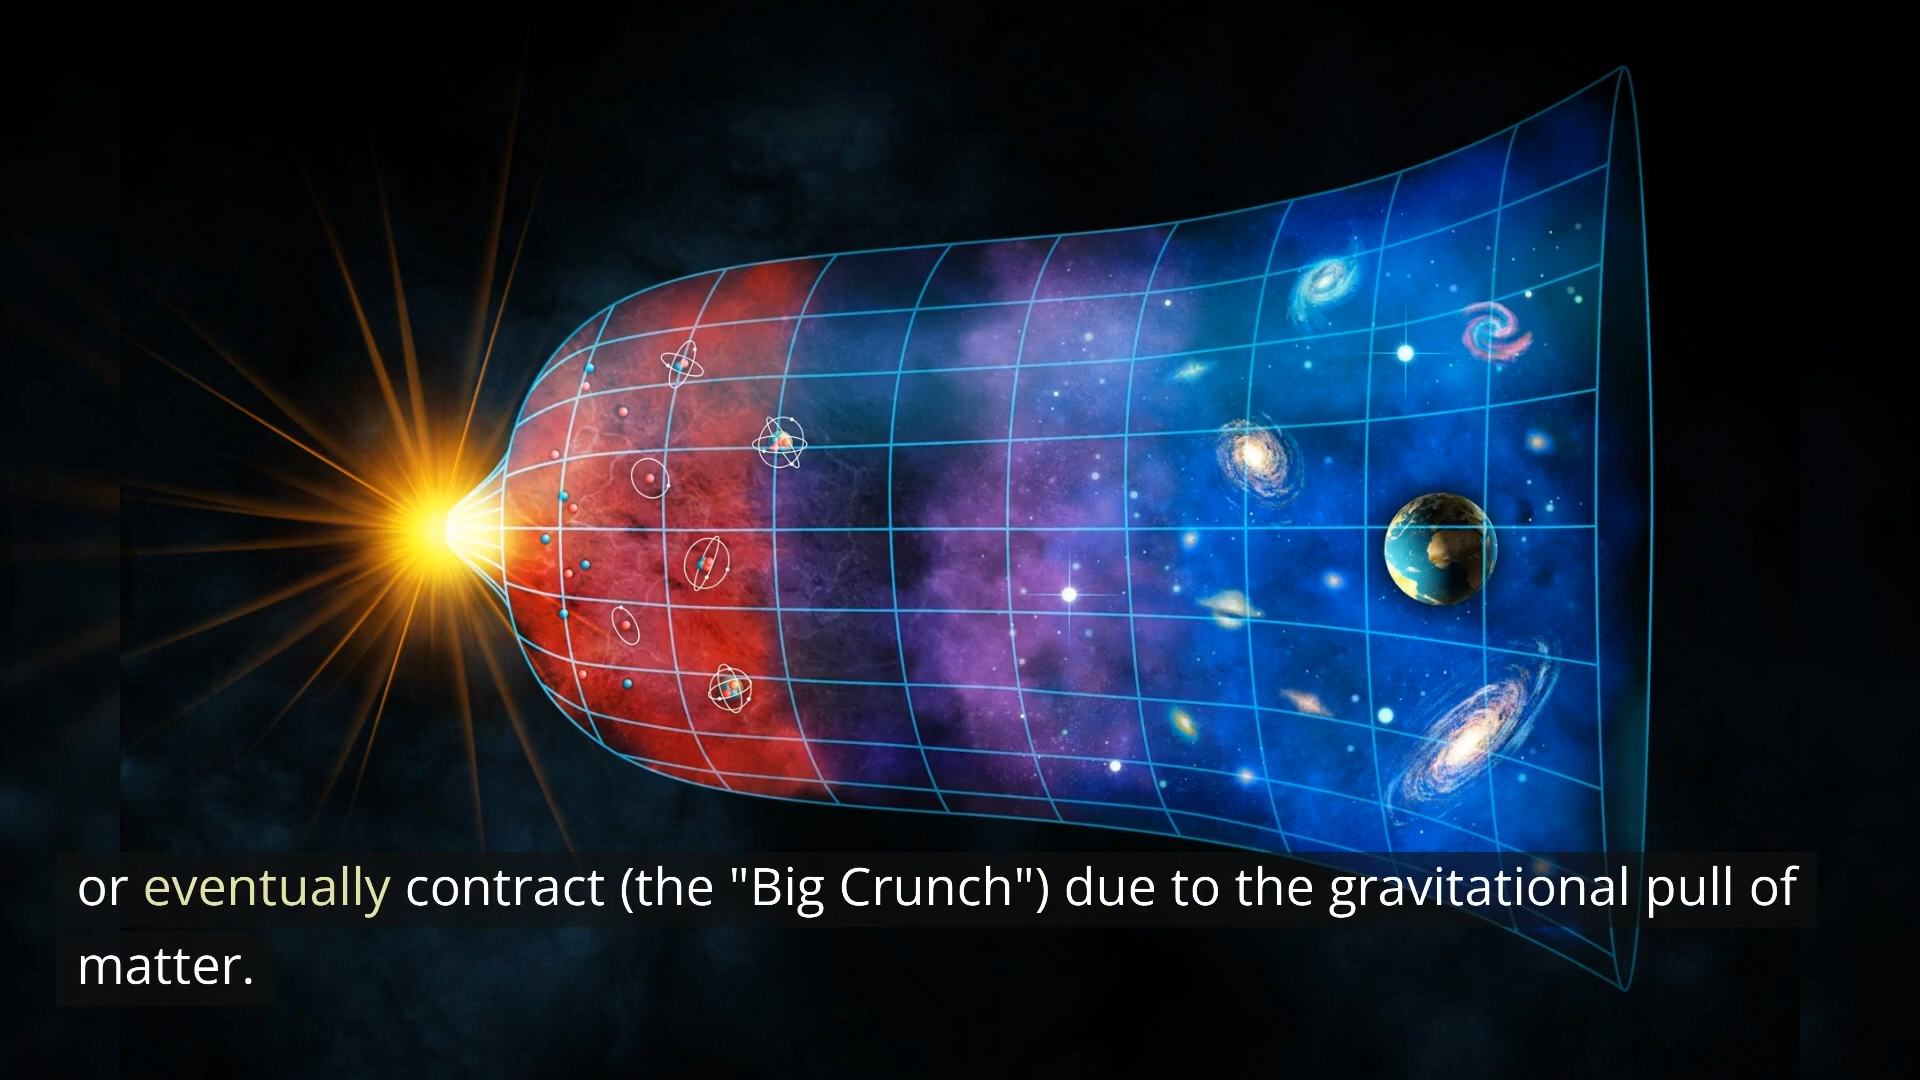 or eventually contract (the "Big Crunch") due to the gravitational pull of
matter.